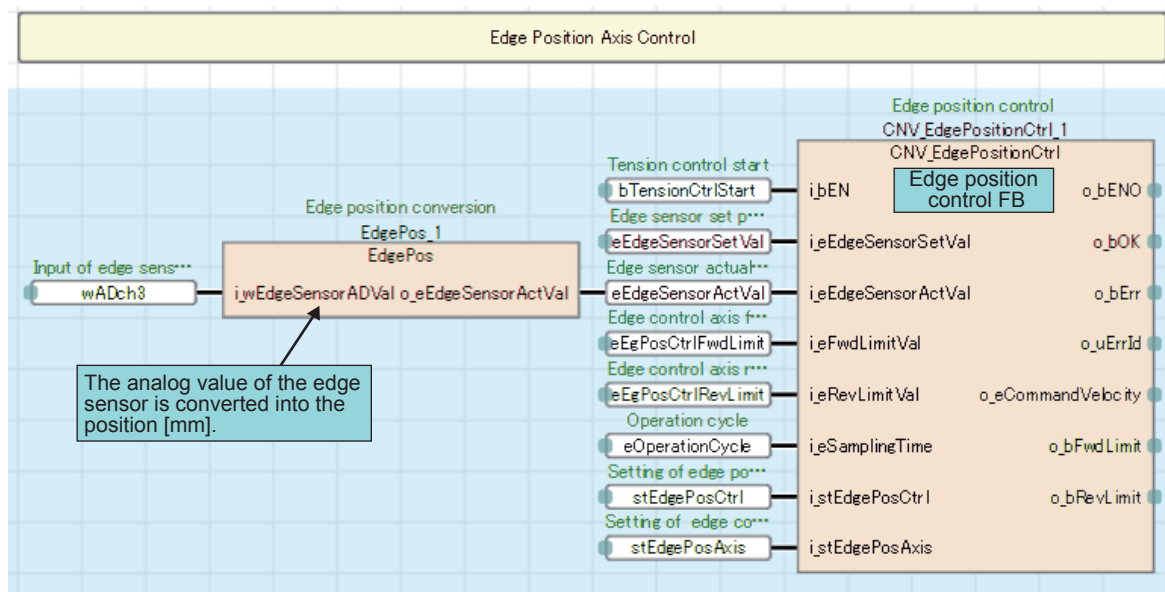 Edge Position Axis Control
Edge position control
CNV_EdgePositionCtrl_1
CNV_EdgePositionCtrl
Edge position
control FB
Tension control start
bTensionCtrlStart
i_bEN
o_bENO
Edge sensor set p···
eEdgeSensorSetVal
i_eEdgeSensorSetVal
o_bOK
Edge position conversion
EdgePos_1
EdgePos
Input of edge sens···
wADch3
i_wEdgeSensorADVal
o_eEdgeSensorActVal
Edge sensor actual···
eEdgeSensorActVal
i_eEdgeSensorActVal
o_bErr
Edge control axis f···
eEgPosCtrlFwdLimit
i_eFwdLimitVal
o_uErrId
Edge control axis r···
eEgPosCtrlRevLimit
i_eRevLimitVal
o_eCommandVelocity
Operation cycle
eOperationCycle
i_eSamplingTime
o_bFwdLimit
Setting of edge po···
stEdgePosCtrl
i_stEdgePosCtrl
o_bRevLimit
Setting of edge co···
stEdgePosAxis
i_stEdgePosAxis
The analog value of the edge
sensor is converted into the
position [mm].